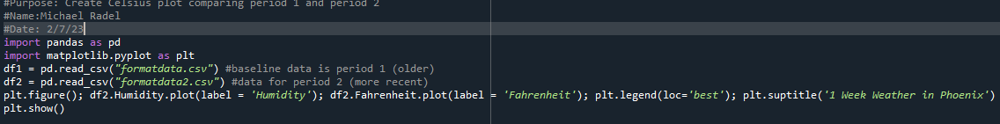 #Purpose: Create Celsius plot comparing period 1 and period 2
#Name:Michael Radel
#Date: 2/7/23
import pandas as pd
import matplotlib.pyplot as plt
df1 = pd.read_csv("formatdata.csv") #baseline data is period 1 (older)
df2 = pd.read_csv("formatdata2.csv") #data for period 2 (more recent)
plt.figure(); df2.Humidity.plot(label = 'Humidity'); df2.Fahrenheit.plot(label = 'Fahrenheit'); plt.legend(loc='best'); plt.suptitle('1 Week Weather in Phoenix')
plt.show()